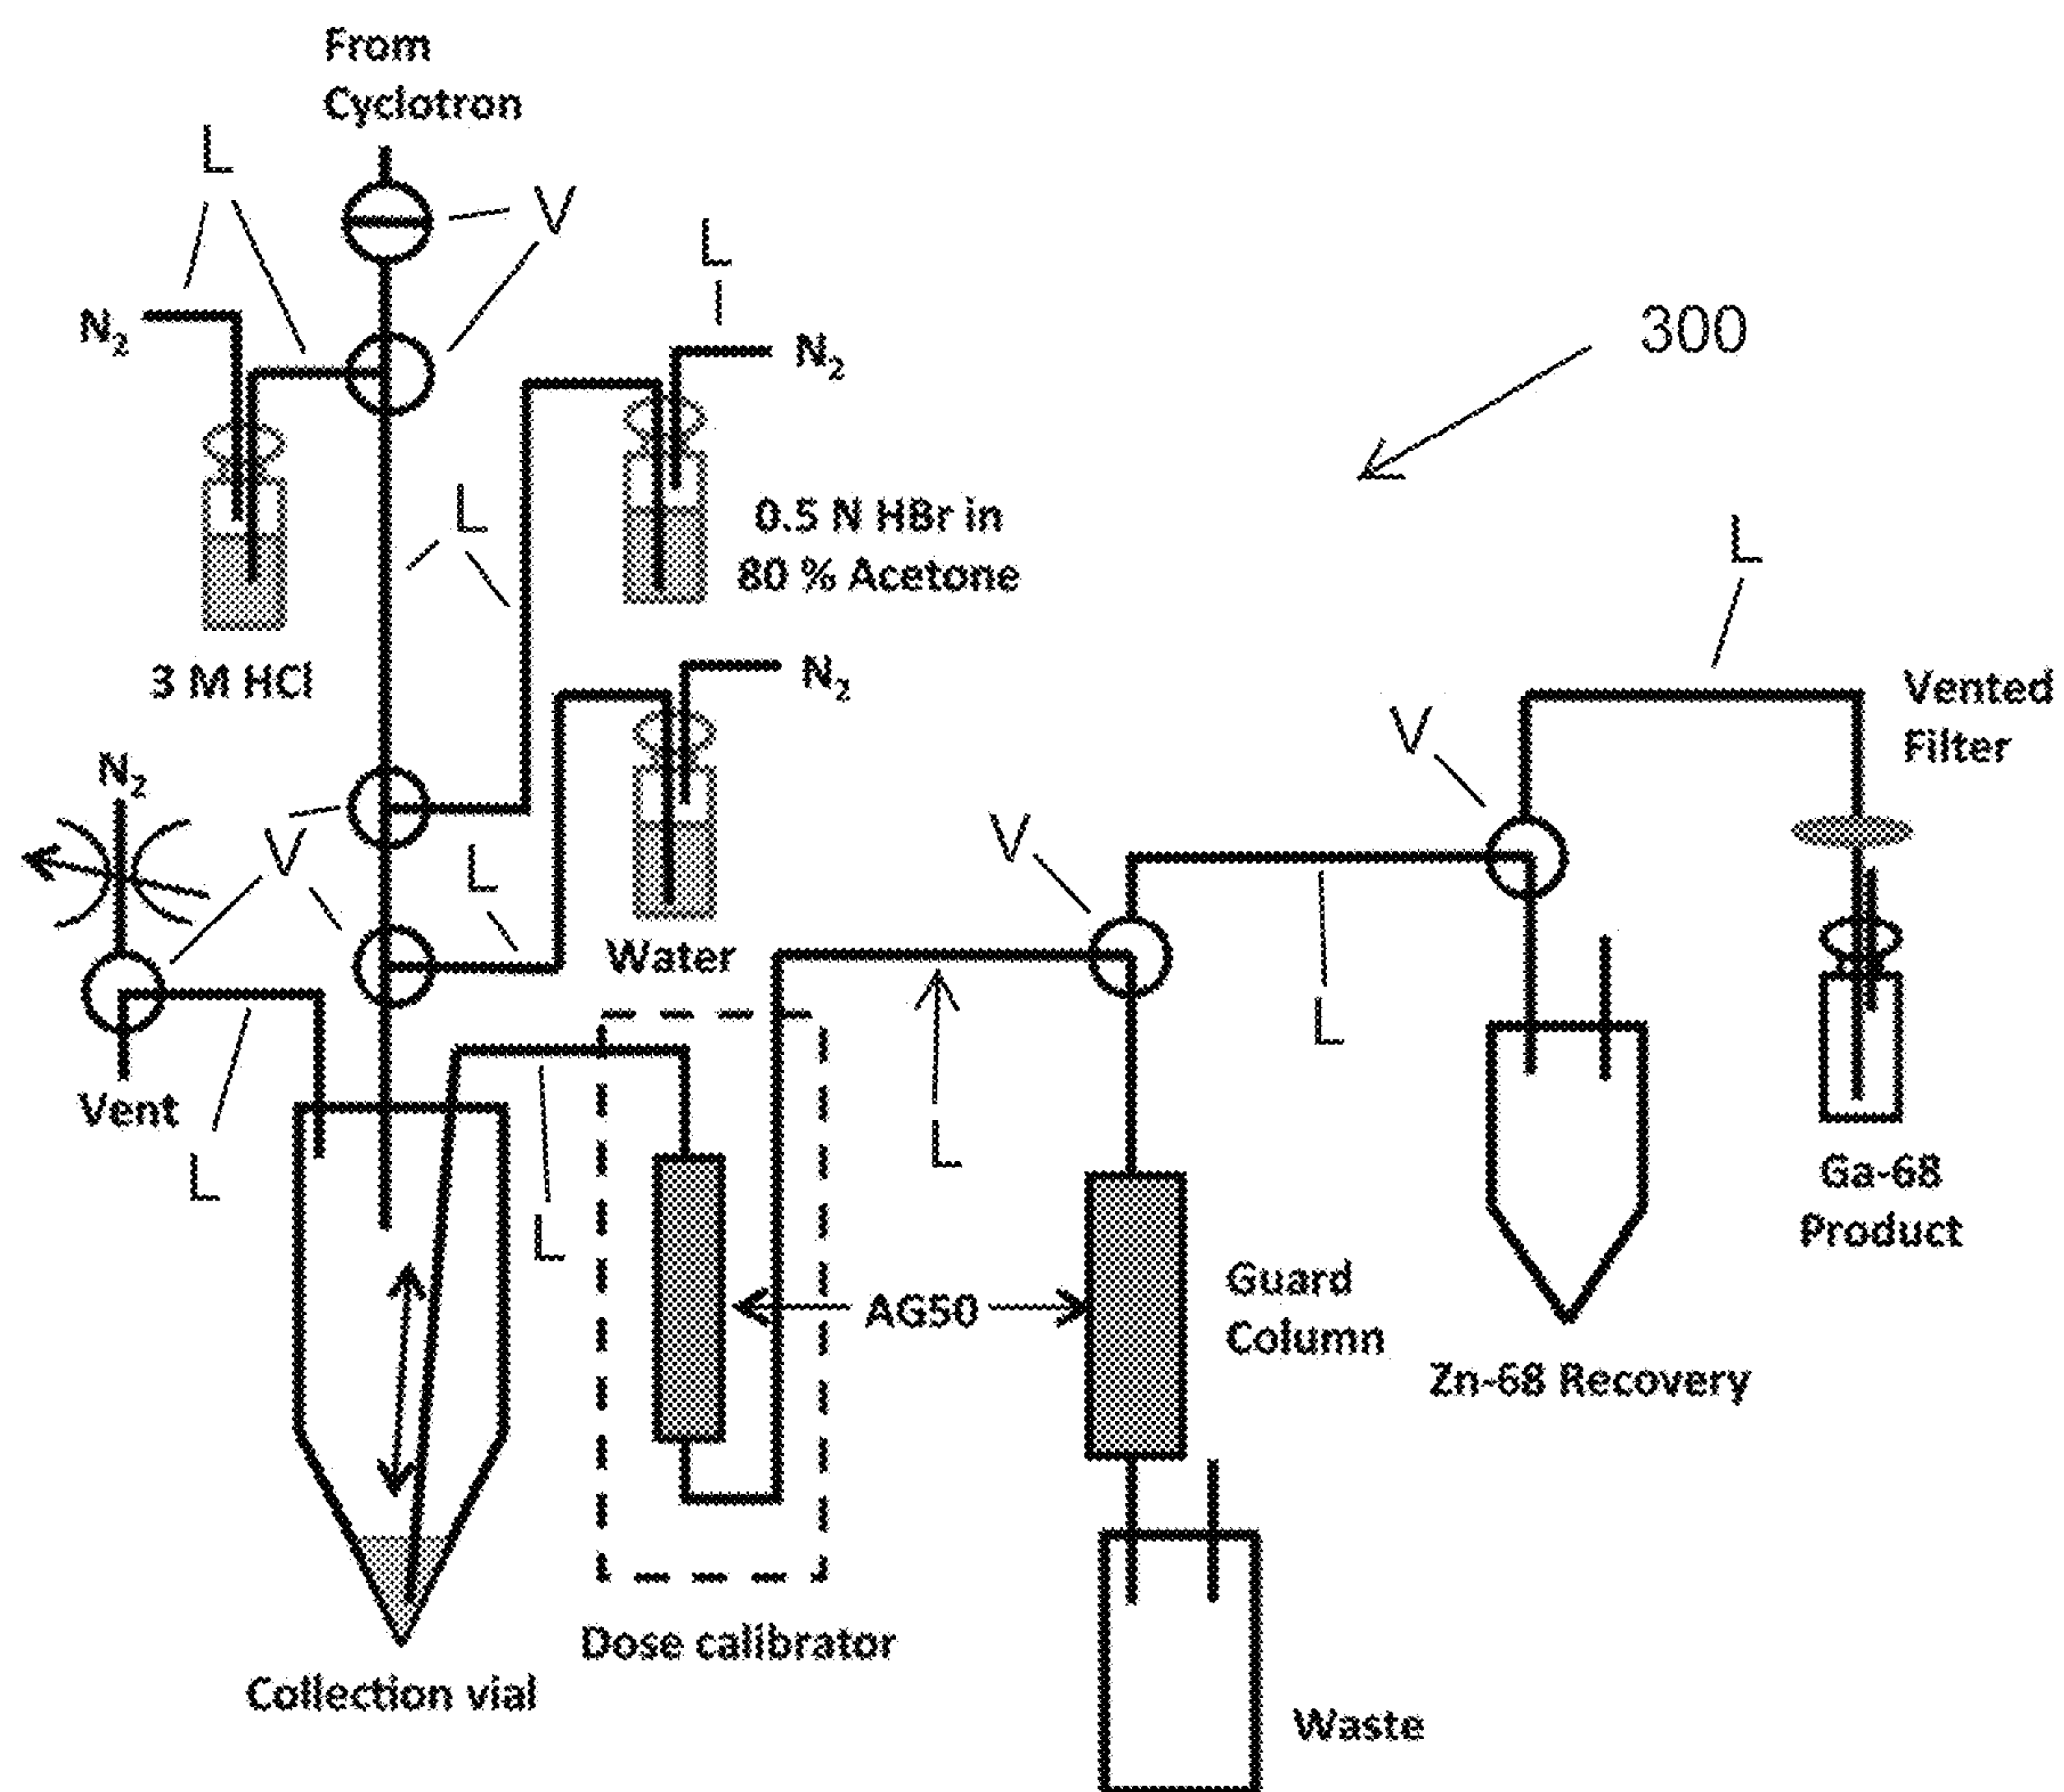 From
Cyclotron
L
V
L
N2
N2
300
L
0.5 N HBr in
80 % Acetone
L
3 M HCl
N2
Vented
Filter
V
N2
V
V
L
Water
L
L
Vent
L
L
L
Ga-68
Product
AG50
Guard
Column
Zn-68 Recovery
Dose calibrator
Collection vial
Waste